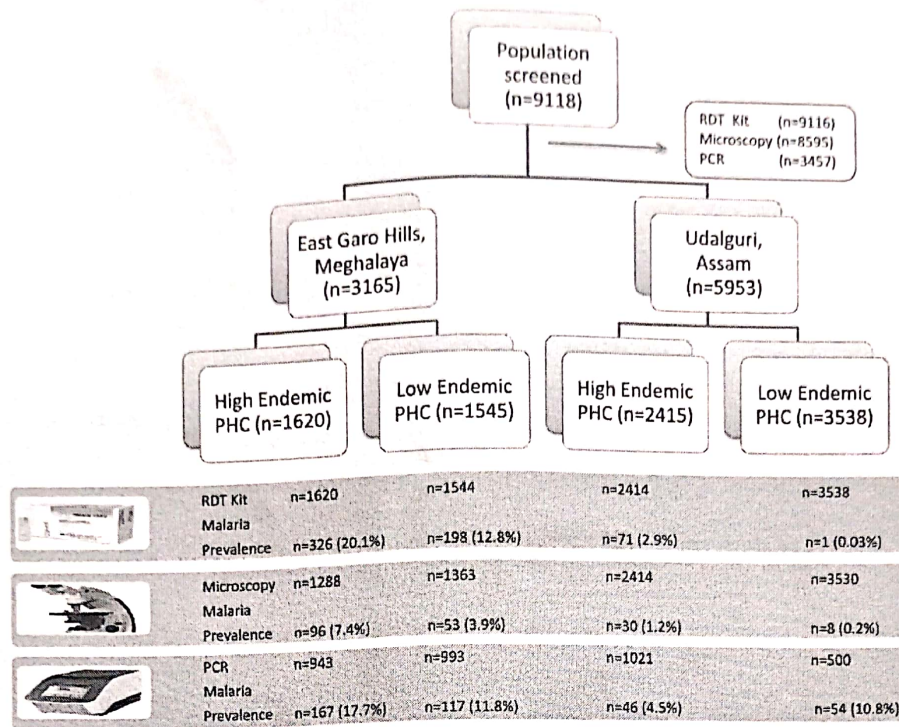 Population
screened
(n=9118)
RDT Kit (n=9116)
Microscopy (n=8595)
PCR (n=3457)
East Garo Hills,
Meghalaya
(n=3165)
Udalguri,
Assam
(n=5953)
High Endemic
PHC (n=1620)
Low Endemic
PHC (n=1545)
High Endemic
PHC (n=2415)
Low Endemic
PHC (n=3538)
RDT Kit n=1620 n=1544 n=2414 n=3538
Malaria
Prevalence n=326 (20.1%) n=198 (12.8%) n=71 (2.9%) n=1 (0.03%)
Microscopy n=1288 n=1363 n=2414 n=3530
Malaria
Prevalence n=96 (7.4%) n=53 (3.9%) n=30 (1.2%) n=8 (0.2%)
PCR n=943 n=993 n=1021 n=500
Malaria
Prevalence n=167 (17.7%) n=117 (11.8%) n=46 (4.5%) n=54 (10.8%)